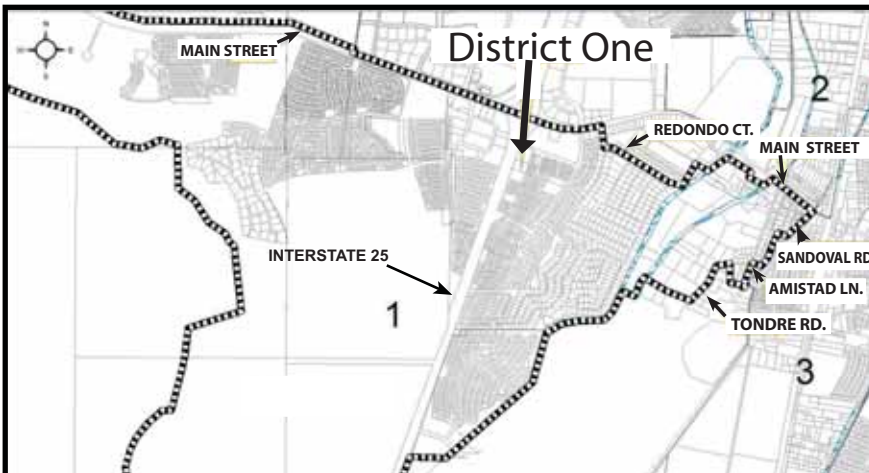 District One
MAIN STREET
2
REDONDO CT.
MAIN STREET
INTERSTATE 25
SANDOVAL RD
AMISTAD LN.
1
TONDRE RD.
3